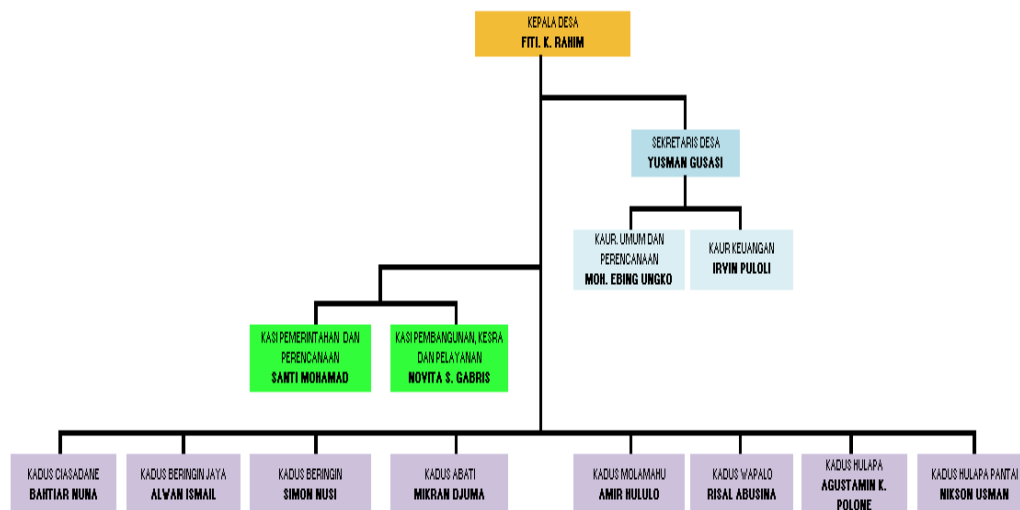 KEPALA DESA
FITI. K. RAHIM
SEKRETARIS DESA
YUSMAN GUSASI
KAUR. UMUM DAN
PERENCANAAN
MOH. EBING UNGKO
KAUR KEUANGAN
IRVIN PULOLI
KASI PEMERINTAHAN DAN
PERENCANAAN
SANTI MOHAMAD
KASI PEMBANGUNAN, KESRA
DAN PELAYANAN
NOVITA S. GABRIS
KADUS CIASADANE
BAHTIAR NUNA
KADUS BERINGIN JAYA
ALWAN ISMAIL
KADUS BERINGIN
SIMON NUSI
KADUS ABATI
MIKRAN DJUMA
KADUS MOLAMAHU
AMIR HULULO
KADUS WAPALO
RISAL ABUSINA
KADUS HULAPA
AGUSTAMIN K.
POLONE
KADUS HULAPA PANTAI
NIKSON USMAN